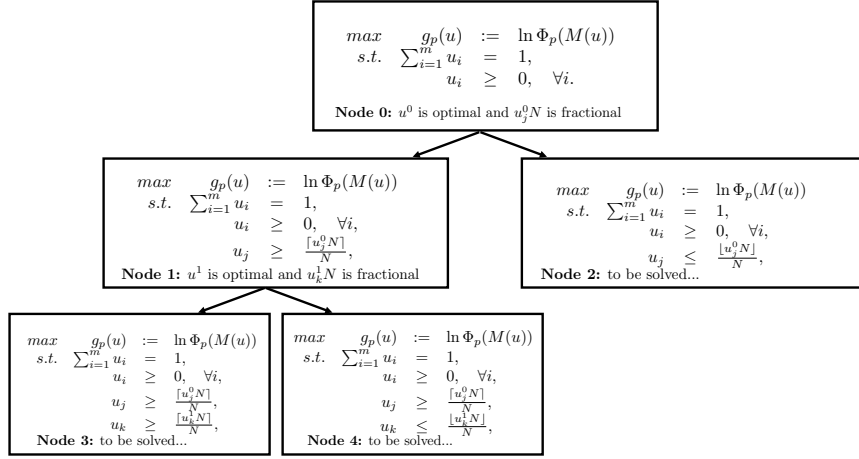 max g_p(u) := ln Φ_p(M(u))
s.t. ∑_{i=1}^m u_i = 1,
u_i ≥ 0, ∀i.
Node 0: u^0 is optimal and u_j^0 N is fractional
max g_p(u) := ln Φ_p(M(u))
s.t. ∑_{i=1}^m u_i = 1,
u_i ≥ 0, ∀i,
u_j ≥ ⌈u_j^0 N⌉/N,
Node 1: u^1 is optimal and u_k^1 N is fractional
max g_p(u) := ln Φ_p(M(u))
s.t. ∑_{i=1}^m u_i = 1,
u_i ≥ 0, ∀i,
u_j ≤ ⌊u_j^0 N⌋/N,
Node 2: to be solved...
max g_p(u) := ln Φ_p(M(u))
s.t. ∑_{i=1}^m u_i = 1,
u_i ≥ 0, ∀i,
u_j ≥ ⌈u_j^0 N⌉/N,
u_k ≥ ⌈u_k^1 N⌉/N,
Node 3: to be solved...
max g_p(u) := ln Φ_p(M(u))
s.t. ∑_{i=1}^m u_i = 1,
u_i ≥ 0, ∀i,
u_j ≥ ⌈u_j^0 N⌉/N,
u_k ≤ ⌊u_k^1 N⌋/N,
Node 4: to be solved...